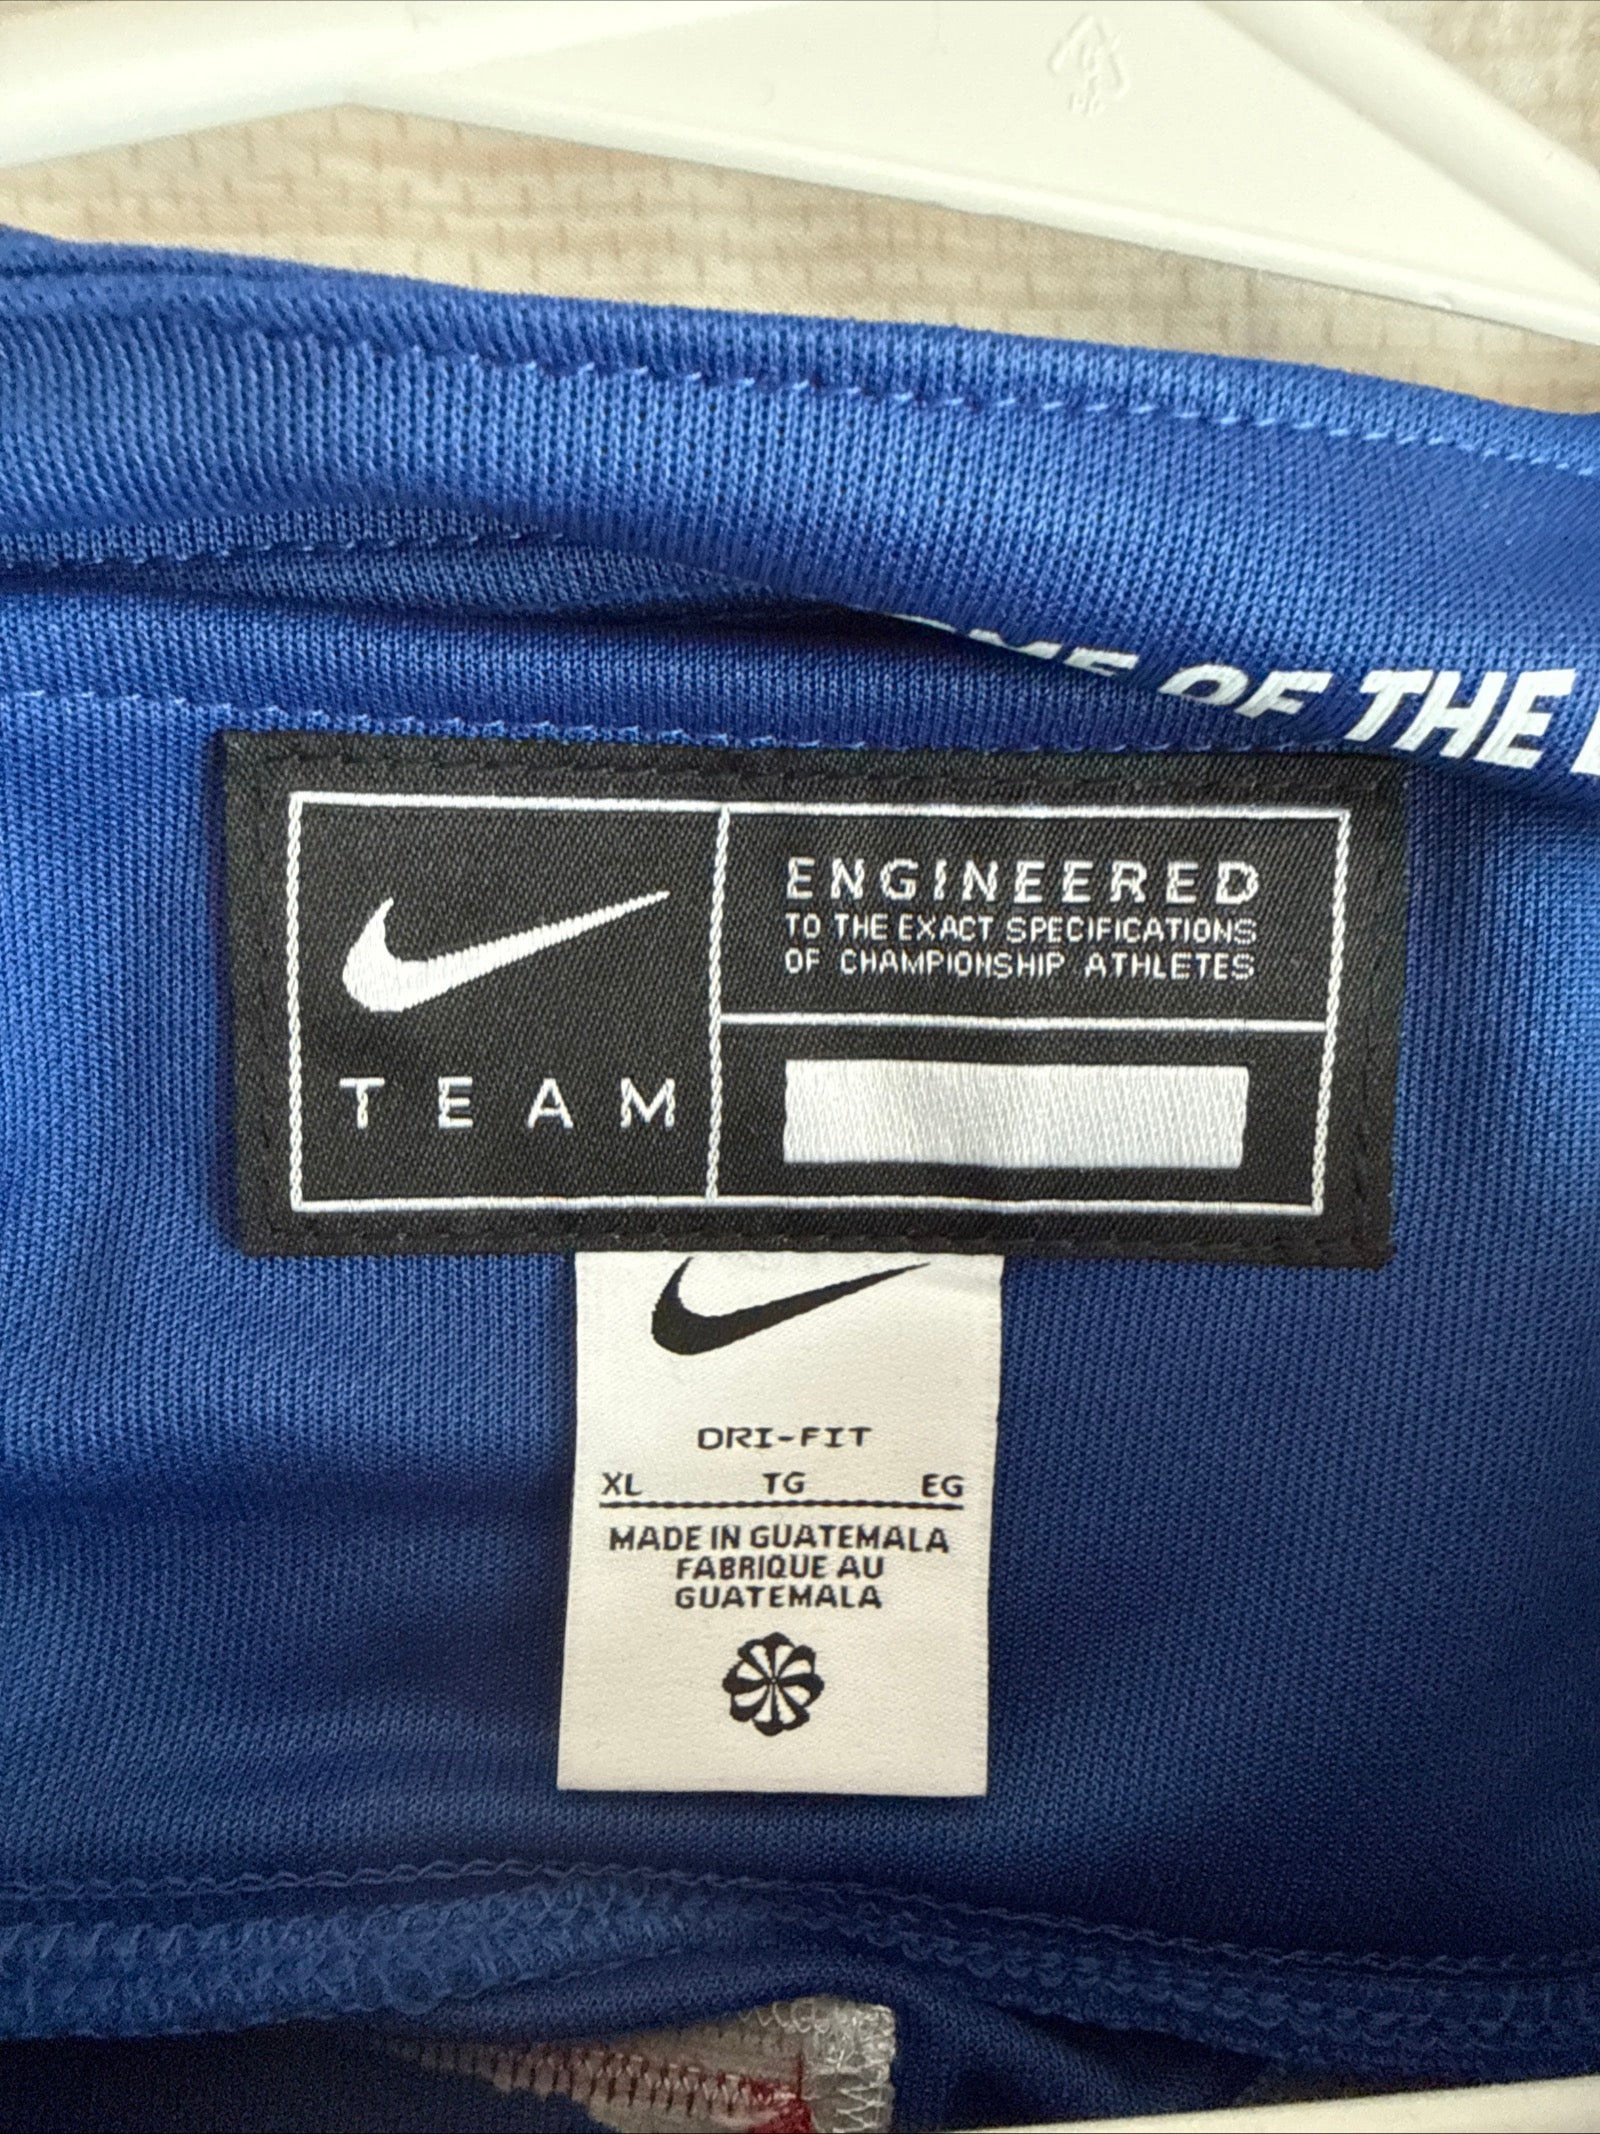 OF THE
TEAM
ENGINEERED
TO THE EXACT SPECIFICATIONS
OF CHAMPIONSHIP ATHLETES
DRI-FIT
XL TG EG
MADE IN GUATEMALA
FABRIQUE AU
GUATEMALA